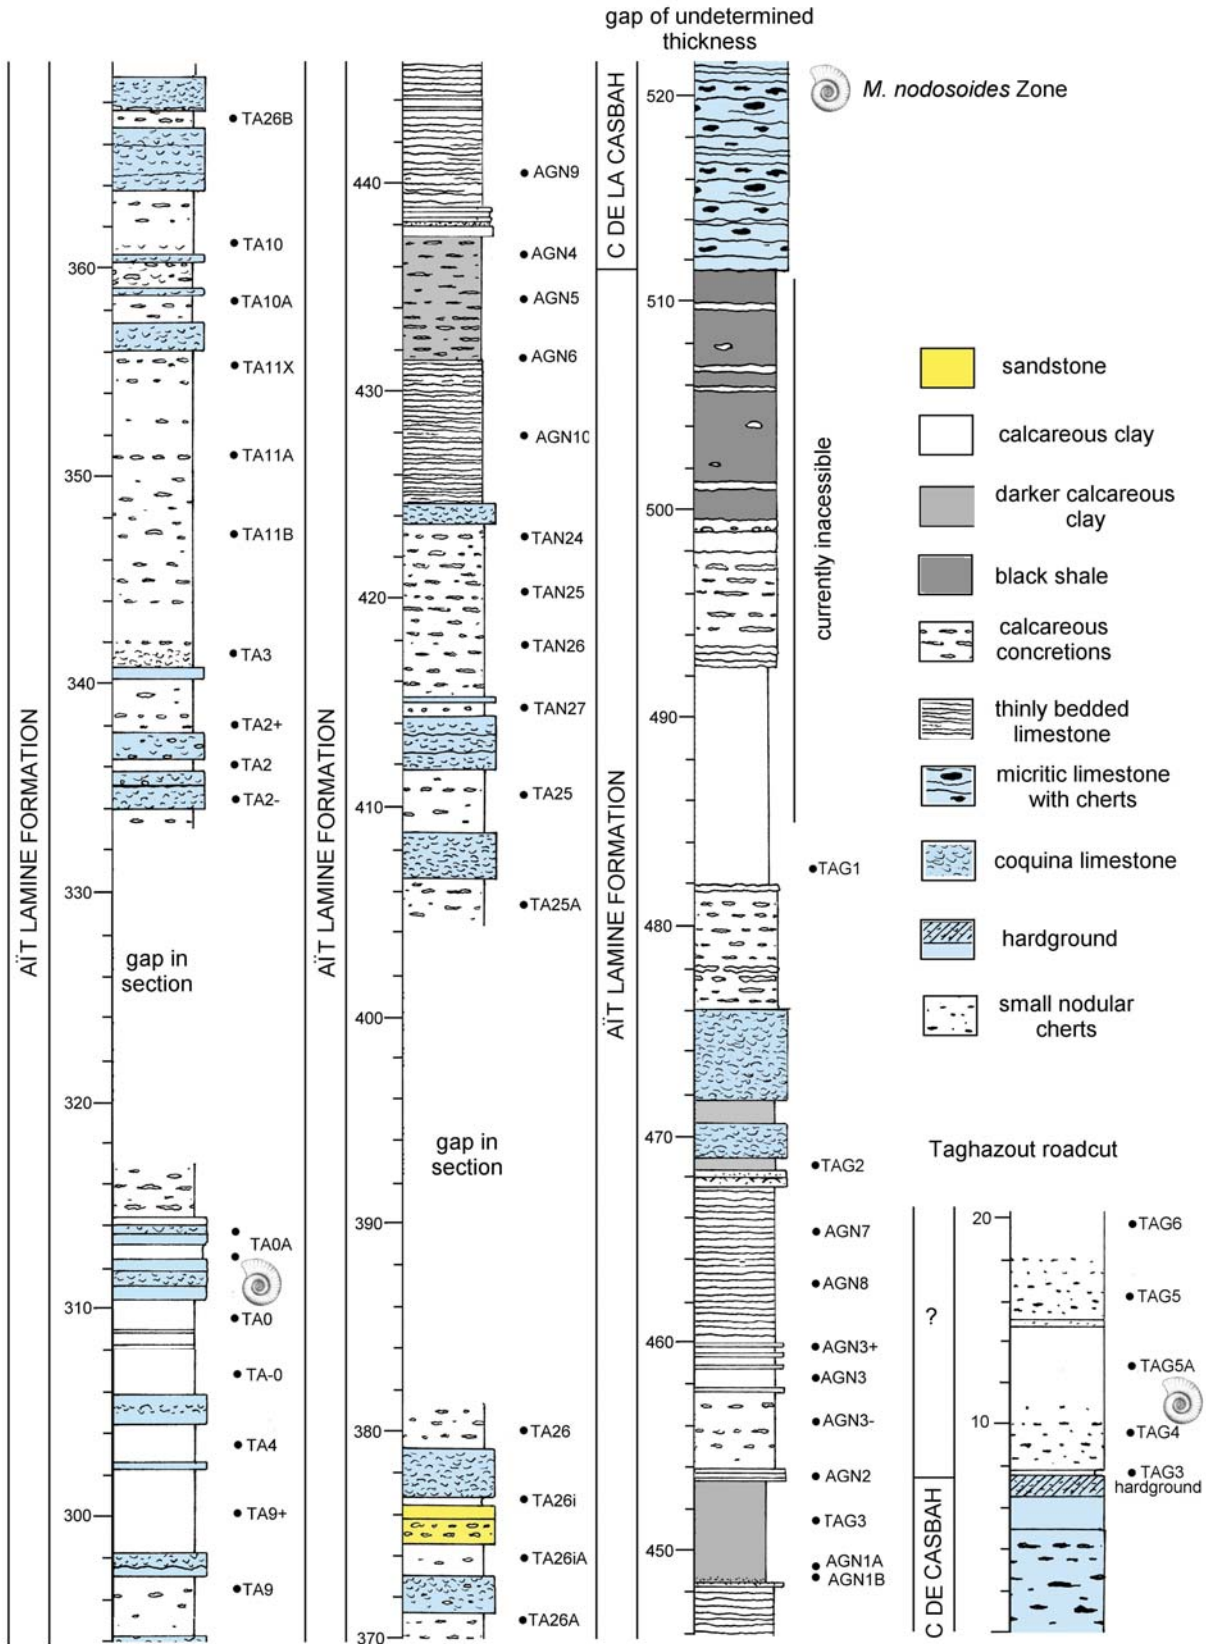 gap of undetermined
thickness
AÏT LAMINE FORMATION
360
350
340
330
320
310
300
TA26B
TA10
TA10A
TA11X
TA11A
TA11B
TA3
TA2+
TA2
TA2-
gap in
section
TA0A
TA0
TA-0
TA4
TA9+
TA9
AÏT LAMINE FORMATION
440
430
420
410
400
390
380
370
AGN9
AGN4
AGN5
AGN6
AGN10
TAN24
TAN25
TAN26
TAN27
TA25
TA25A
gap in
section
TA26
TA26i
TA26iA
TA26A
C DE LA CASBAH
AÏT LAMINE FORMATION
520
510
500
490
480
470
460
450
M. nodosoides Zone
currently inacessible
TAG1
TAG2
AGN7
AGN8
AGN3+
AGN3
AGN3-
AGN2
TAG3
AGN1A
AGN1B
sandstone
calcareous clay
darker calcareous
clay
black shale
calcareous
concretions
thinly bedded
limestone
micritic limestone
with cherts
coquina limestone
hardground
small nodular
cherts
Taghazout roadcut
?
C DE CASBAH
20
10
TAG6
TAG5
TAG5A
TAG4
TAG3
hardground